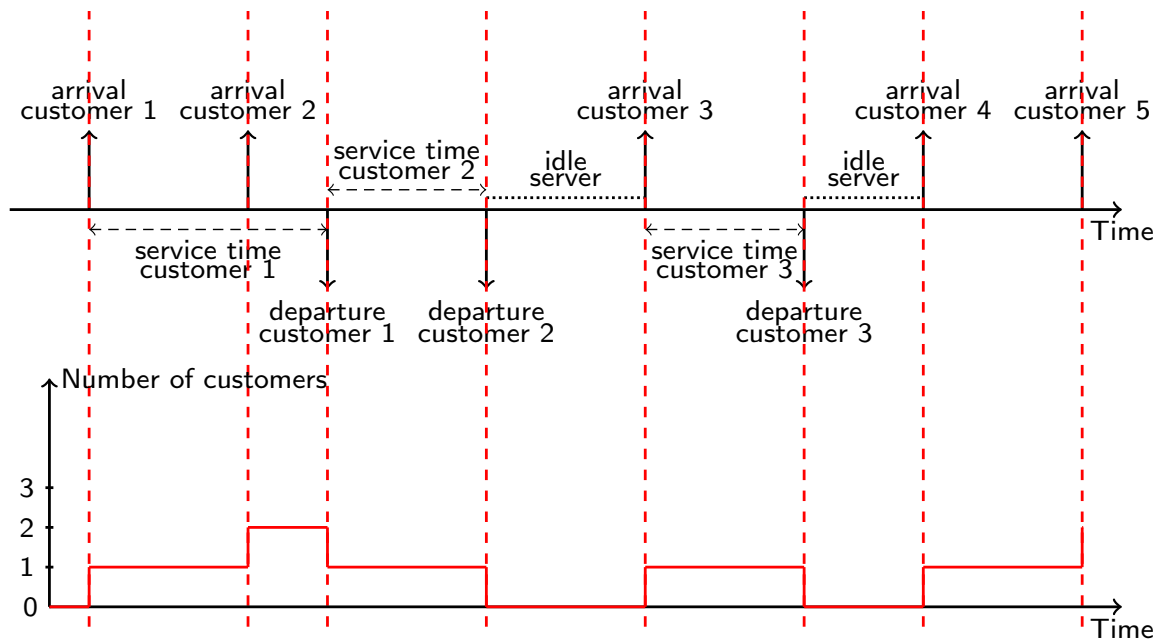 arrival
customer 1
arrival
customer 2
arrival
customer 3
arrival
customer 4
arrival
customer 5
service time
customer 2
idle
server
idle
server
Time
service time
customer 1
service time
customer 3
departure
customer 1
departure
customer 2
departure
customer 3
Number of customers
3
2
1
0
Time